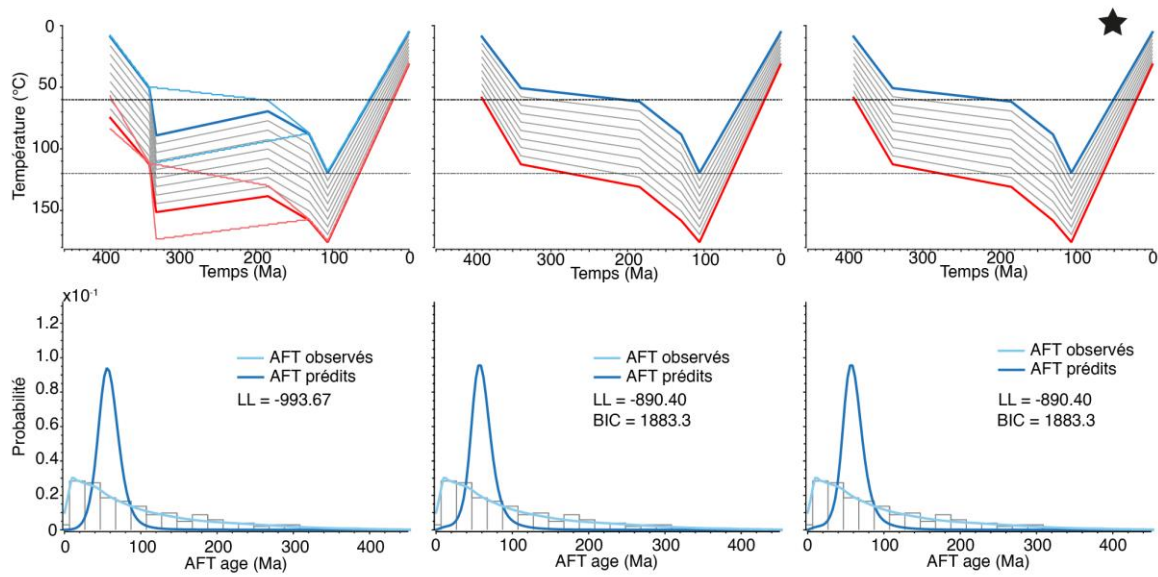 0
50
100
150
Température (°C)
400 300 200 100 0
Temps (Ma)
400 300 200 100 0
Temps (Ma)
400 300 200 100 0
Temps (Ma)
x10⁻¹
1.2
1.0
0.8
0.6
0.4
0.2
0
Probabilité
AFT observés
AFT prédits
LL = -993.67
0 100 200 300 400
AFT age (Ma)
AFT observés
AFT prédits
LL = -890.40
BIC = 1883.3
0 100 200 300 400
AFT age (Ma)
AFT observés
AFT prédits
LL = -890.40
BIC = 1883.3
0 100 200 300 400
AFT age (Ma)